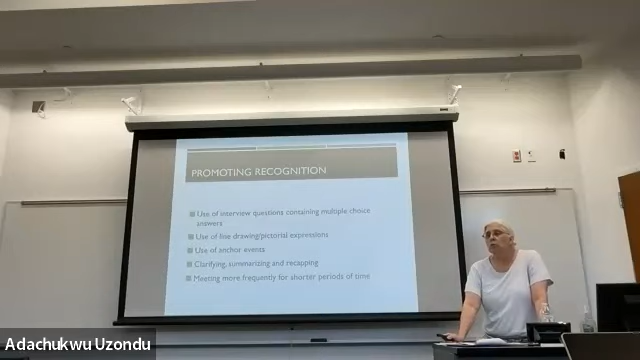 PROMOTING RECOGNITION
Use of interview questions containing multiple choice
answers
Use of line drawing/pictorial expressions
Use of anchor events
Clarifying, summarizing and recapping
Meeting more frequently for shorter periods of time
Adachukwu Uzondu